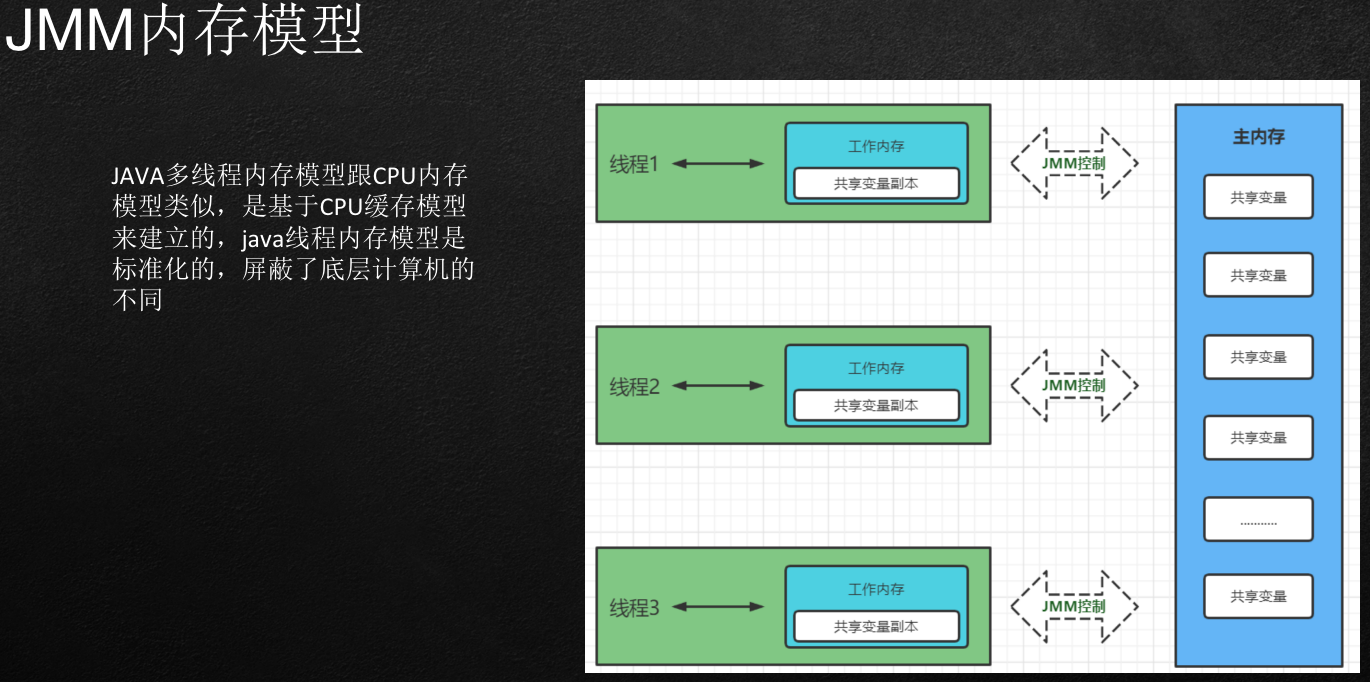 JMM内存模型
JAVA多线程内存模型跟CPU内存
模型类似，是基于CPU缓存模型
来建立的，java线程内存模型是
标准化的，屏蔽了底层计算机的
不同
线程1
工作内存
共享变量副本
JMM控制
线程2
工作内存
共享变量副本
JMM控制
线程3
工作内存
共享变量副本
JMM控制
主内存
共享变量
共享变量
共享变量
共享变量
...........
共享变量